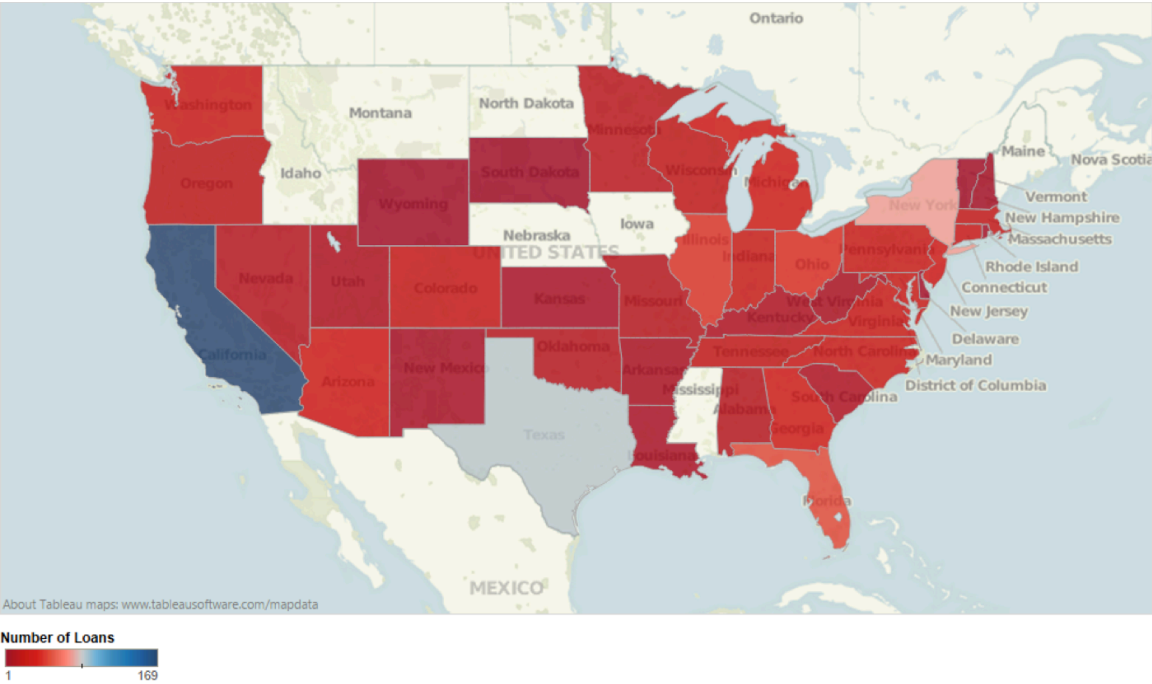 Ontario
Washington
Montana
North Dakota
Minnesota
Maine
Nova Scotia
Oregon
Idaho
South Dakota
Wisconsin
Michigan
Vermont
Wyoming
New York
New Hampshire
Iowa
Massachusetts
Nebraska
Illinois
UNITED STATES
Indiana
Ohio
Pennsylvania
Rhode Island
Nevada
Utah
Colorado
Connecticut
Kansas
Missouri
West Virginia
New Jersey
Kentucky
Virginia
Delaware
California
Oklahoma
Tennessee
North Carolina
Maryland
New Mexico
Arkansas
Arizona
Mississippi
District of Columbia
South Carolina
Alabama
Georgia
Texas
Louisiana
Florida
MEXICO
About Tableau maps: www.tableausoftware.com/mapdata
Number of Loans
1 169